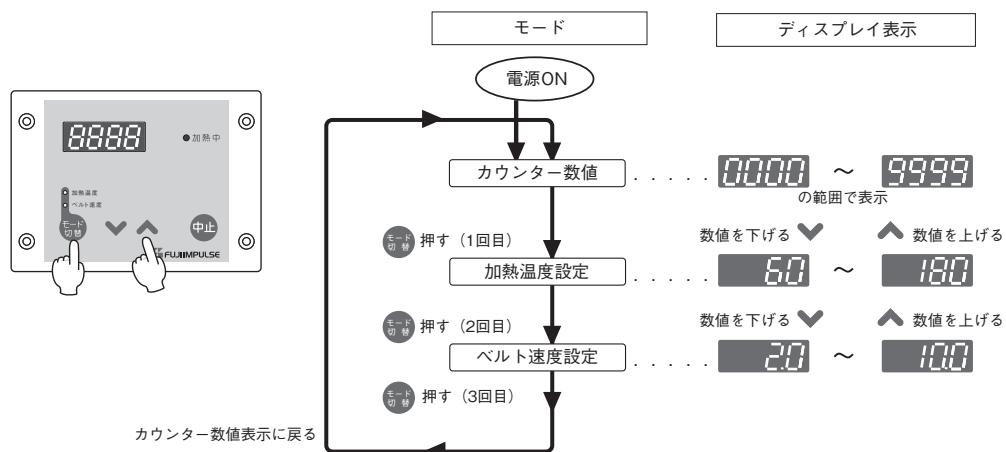 モード
ディスプレイ表示
電源ON
8888
加熱中
加熱温度
ベルト速度
モード
切替
中止
FUJIIMPULSE
カウンター数値 . . . . . 0000 ～ 9999
の範囲で表示
モード
切替
押す（1回目）
数値を下げる
数値を上げる
加熱温度設定 . . . . . 60 ～ 180
モード
切替
押す（2回目）
数値を下げる
数値を上げる
ベルト速度設定 . . . . . 2.0 ～ 10.0
モード
切替
押す（3回目）
カウンター数値表示に戻る